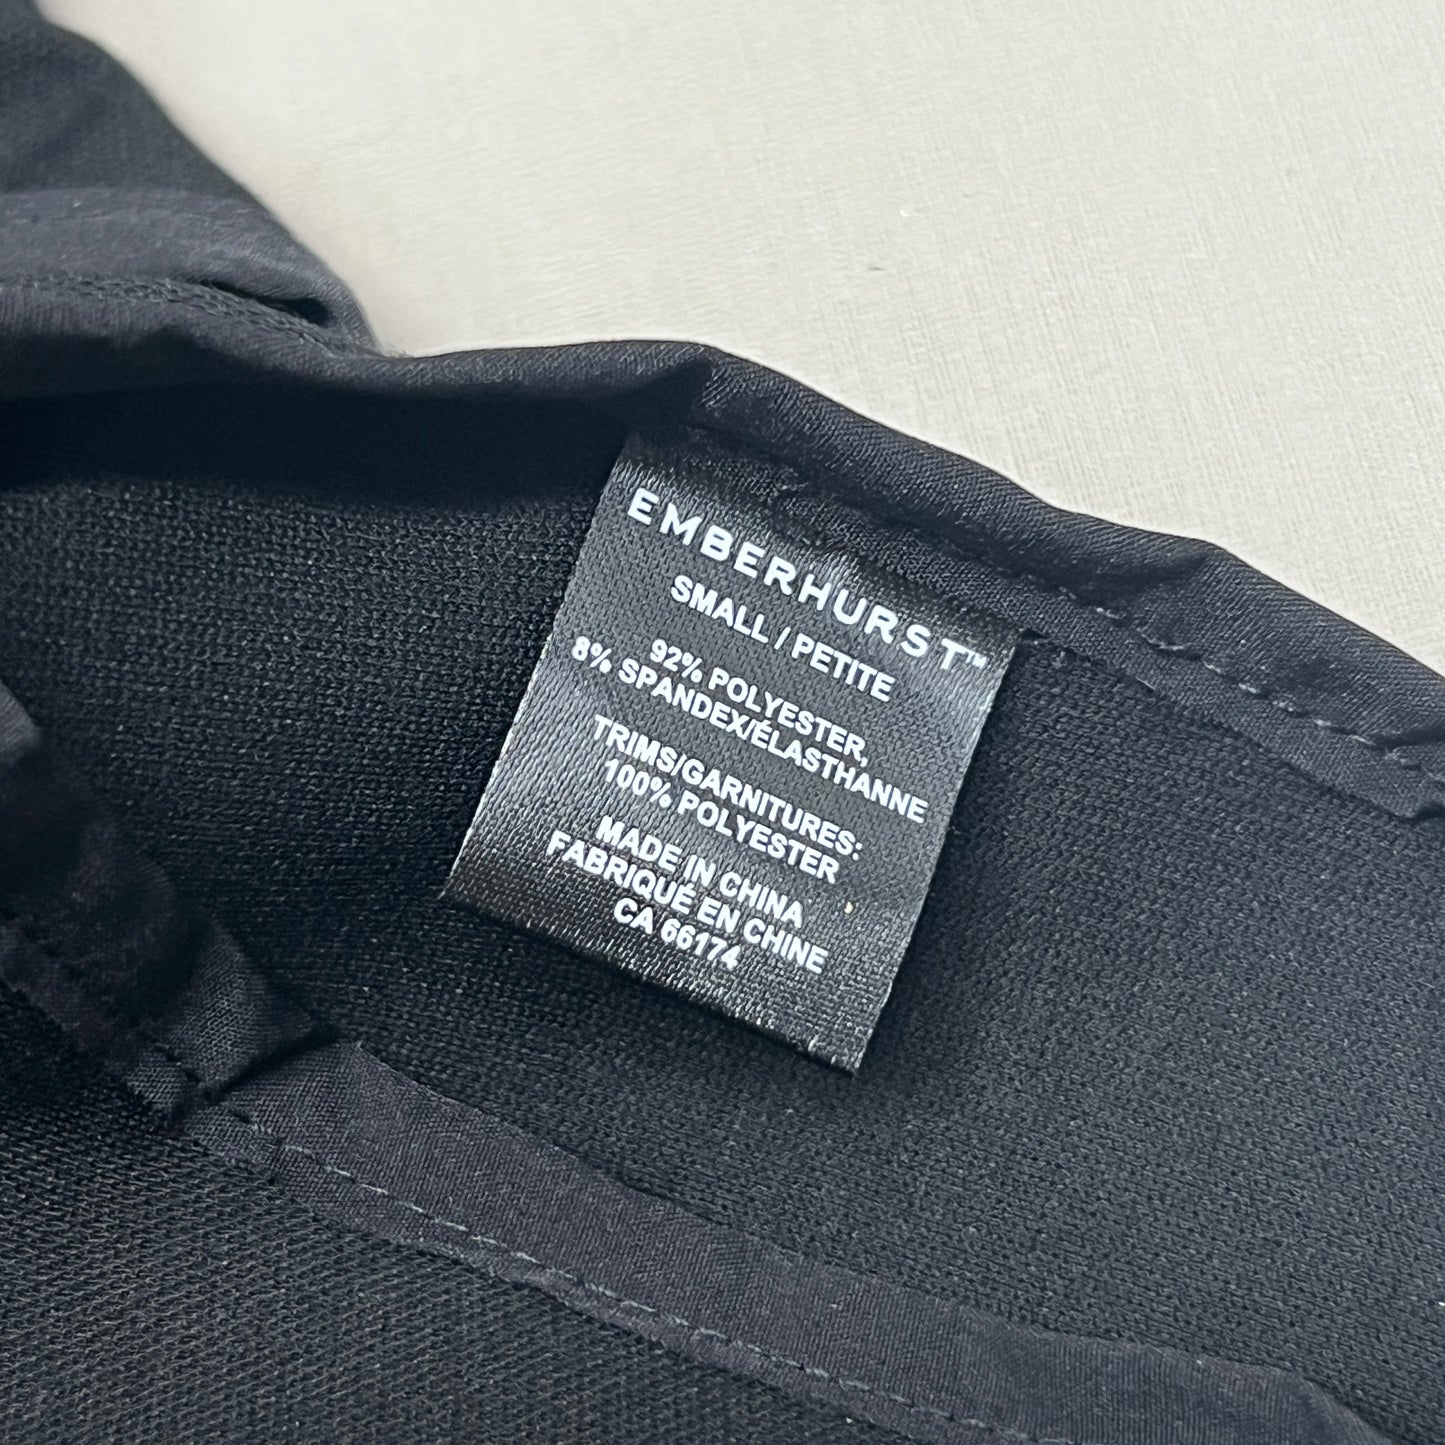 EMBERHURST™
SMALL / PETITE
92% POLYESTER,
8% SPANDEX/ÉLASTHANNE
TRIMS/GARNITURES:
100% POLYESTER
MADE IN CHINA
FABRIQUÉ EN CHINE
CA 66174